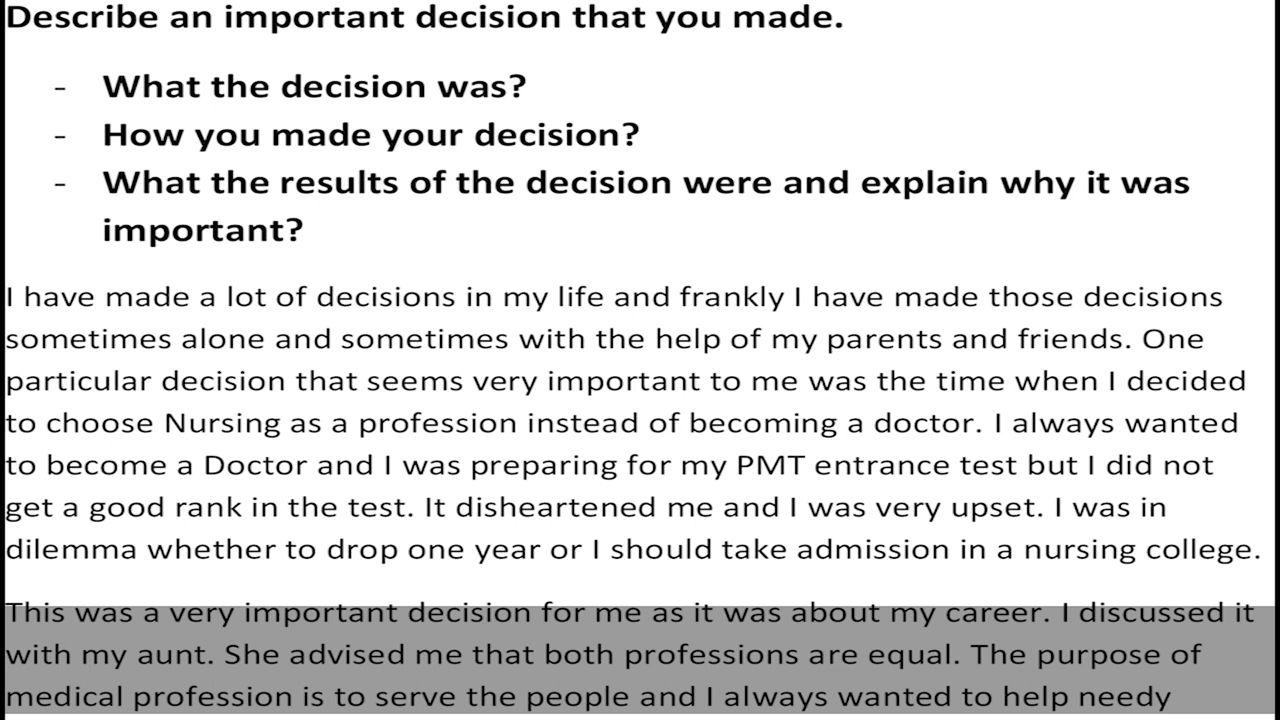 Describe an important decision that you made.
- What the decision was?
- How you made your decision?
- What the results of the decision were and explain why it was
important?
I have made a lot of decisions in my life and frankly I have made those decisions
sometimes alone and sometimes with the help of my parents and friends. One
particular decision that seems very important to me was the time when I decided
to choose Nursing as a profession instead of becoming a doctor. I always wanted
to become a Doctor and I was preparing for my PMT entrance test but I did not
get a good rank in the test. It disheartened me and I was very upset. I was in
dilemma whether to drop one year or I should take admission in a nursing college.
This was a very important decision for me as it was about my career. I discussed it
with my aunt. She advised me that both professions are equal. The purpose of
medical profession is to serve the people and I always wanted to help needy